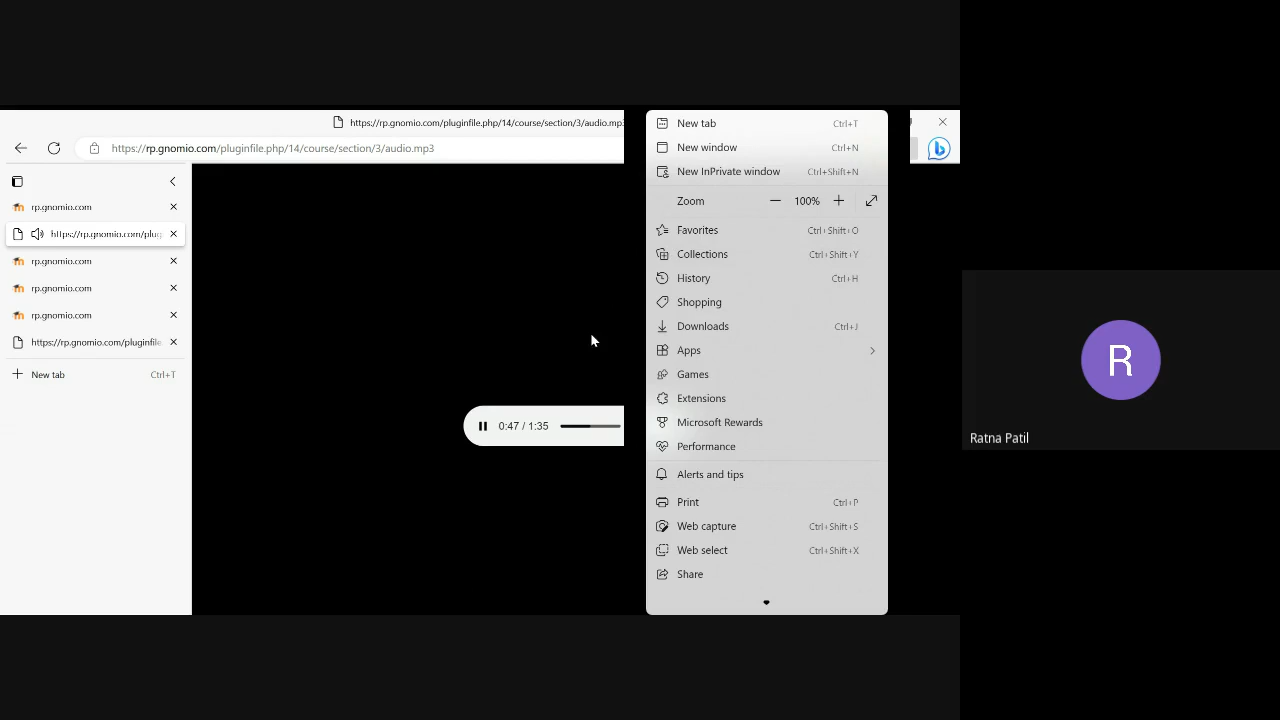 https://rp.gnomio.com/pluginfile.php/14/course/section/3/audio.mp3
https://rp.gnomio.com/pluginfile.php/14/course/section/3/audio.mp3
rp.gnomio.com
https://rp.gnomio.com/plug
rp.gnomio.com
rp.gnomio.com
rp.gnomio.com
https://rp.gnomio.com/pluginfile
New tab Ctrl+T
0:47 / 1:35
New tab Ctrl+T
New window Ctrl+N
New InPrivate window Ctrl+Shift+N
Zoom 100%
Favorites Ctrl+Shift+O
Collections Ctrl+Shift+Y
History Ctrl+H
Shopping
Downloads Ctrl+J
Apps
Games
Extensions
Microsoft Rewards
Performance
Alerts and tips
Print Ctrl+P
Web capture Ctrl+Shift+S
Web select Ctrl+Shift+X
Share
R
Ratna Patil